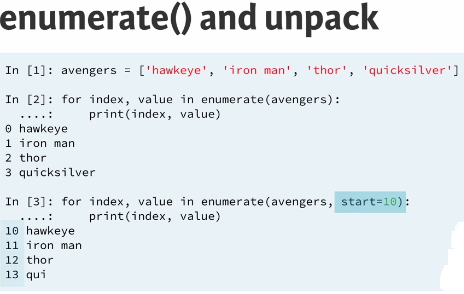 enumerate() and unpack
In [1]: avengers = ['hawkeye', 'iron man', 'thor', 'quicksilver']
In [2]: for index, value in enumerate(avengers):
....: print(index, value)
0 hawkeye
1 iron man
2 thor
3 quicksilver
In [3]: for index, value in enumerate(avengers, start=10):
....: print(index, value)
10 hawkeye
11 iron man
12 thor
13 qui